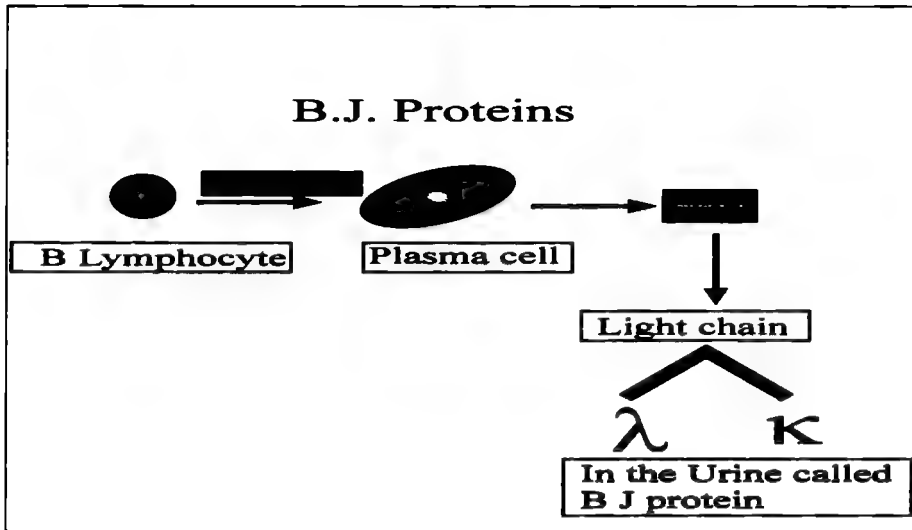 B.J. Proteins
B Lymphocyte
Plasma cell
Light chain
λ
κ
In the Urine called
B J protein